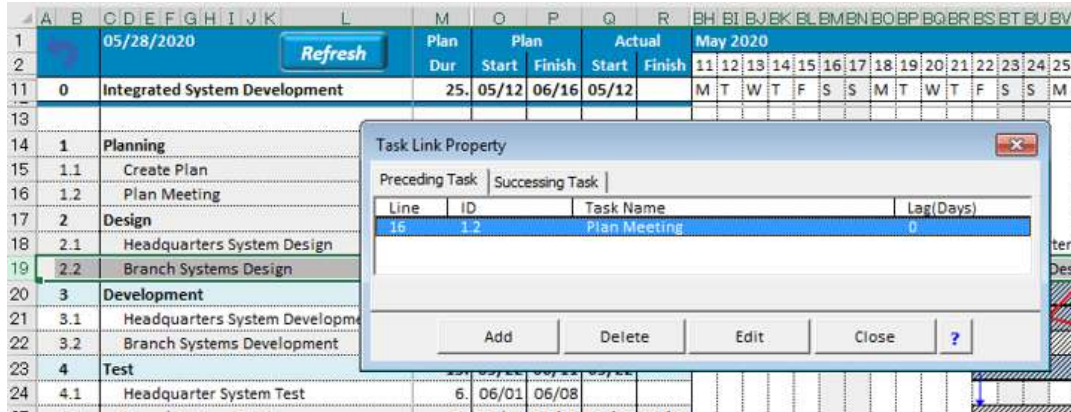 A B C D E F G H I J K L M O P Q R BH BI BJ BK BL BM BN BO BP BQ BR BS BT BU BV
1 05/28/2020 Refresh Plan Plan Actual May 2020
2 Dur Start Finish Start Finish 11 12 13 14 15 16 17 18 19 20 21 22 23 24 25
11 0 Integrated System Development 25. 05/12 06/16 05/12 M T W T F S S M T W T F S S M
13
14 1 Planning
15 1.1 Create Plan
16 1.2 Plan Meeting
17 2 Design
18 2.1 Headquarters System Design
19 2.2 Branch Systems Design
20 3 Development
21 3.1 Headquarters System Developme
22 3.2 Branch Systems Development
23 4 Test
24 4.1 Headquarter System Test 6. 06/01 06/08
Task Link Property
Preceding Task Successing Task
Line ID Task Name Lag(Days)
16 1.2 Plan Meeting 0
Add Delete Edit Close ?